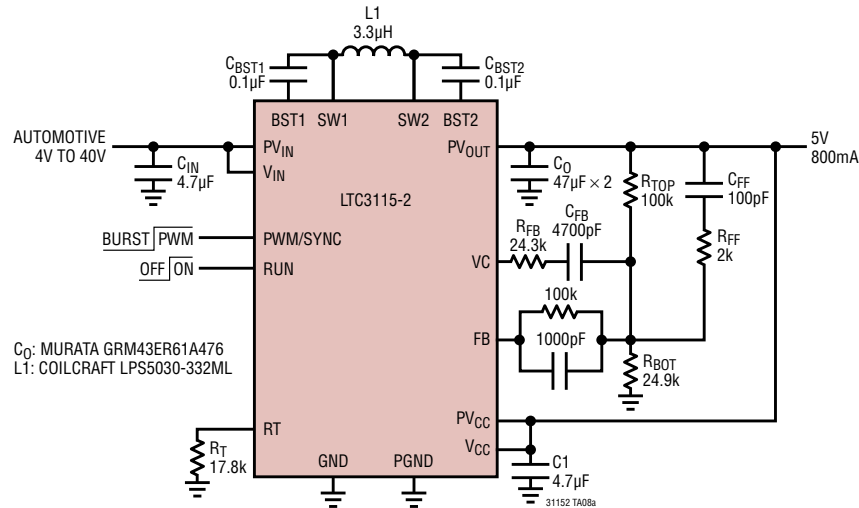 L1
3.3µH
CBST1
0.1µF
CBST2
0.1µF
BST1 SW1 SW2 BST2
AUTOMOTIVE
4V TO 40V
CIN
4.7µF
PVIN
VIN
PVOUT
LTC3115-2
5V
800mA
CO
47µF × 2
RTOP
100k
CFF
100pF
RFF
2k
BURST PWM
PWM/SYNC
OFF ON
RUN
VC
RFB
24.3k
CFB
4700pF
100k
1000pF
FB
RBOT
24.9k
CO: MURATA GRM43ER61A476
L1: COILCRAFT LPS5030-332ML
RT
RT
17.8k
GND
PGND
PVCC
VCC
C1
4.7µF
31152 TA08a